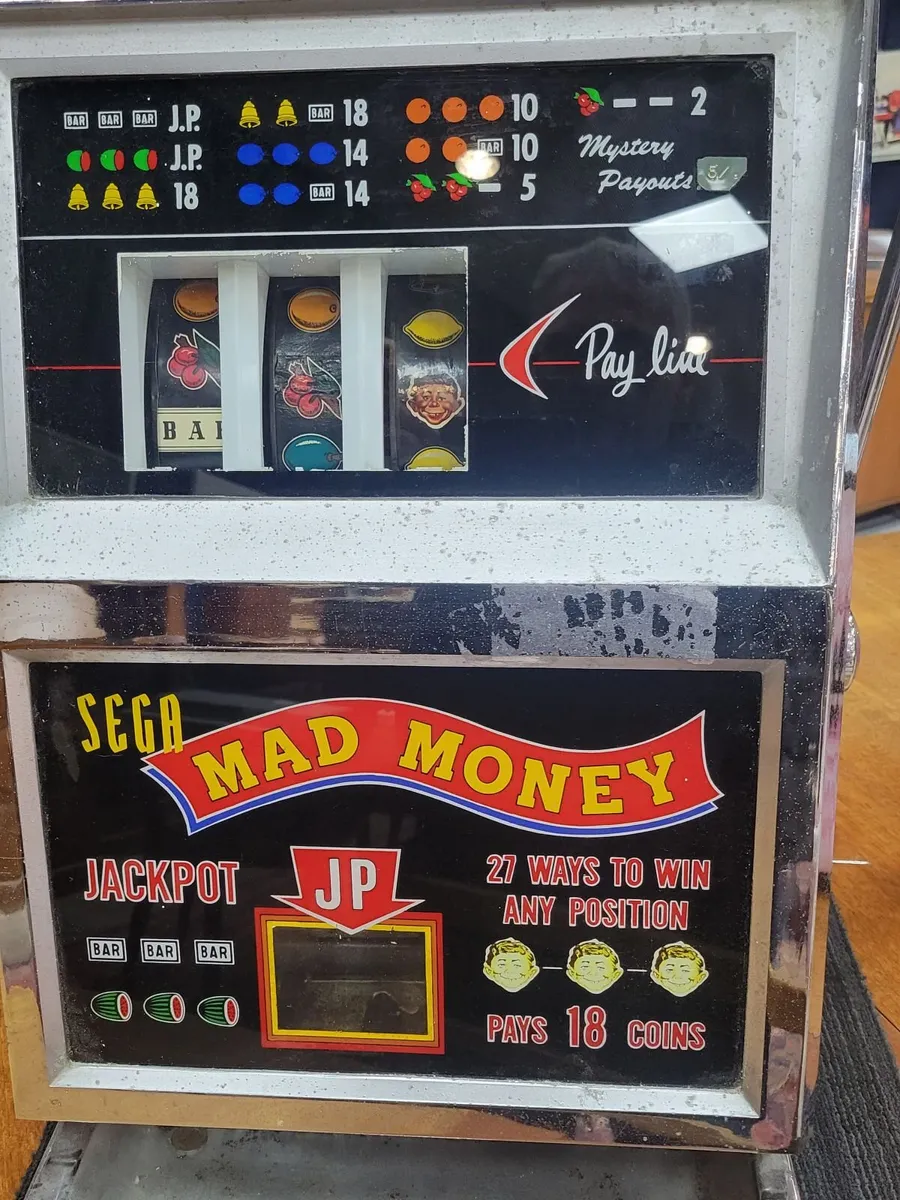 BAR BAR BAR J.P.
J.P.
18
BAR 18
14
BAR 14
10
BAR 10
5
2
Mystery
Payouts
Pay line
BAR
SEGA
MAD MONEY
JACKPOT
BAR BAR BAR
JP
27 WAYS TO WIN
ANY POSITION
PAYS 18 COINS